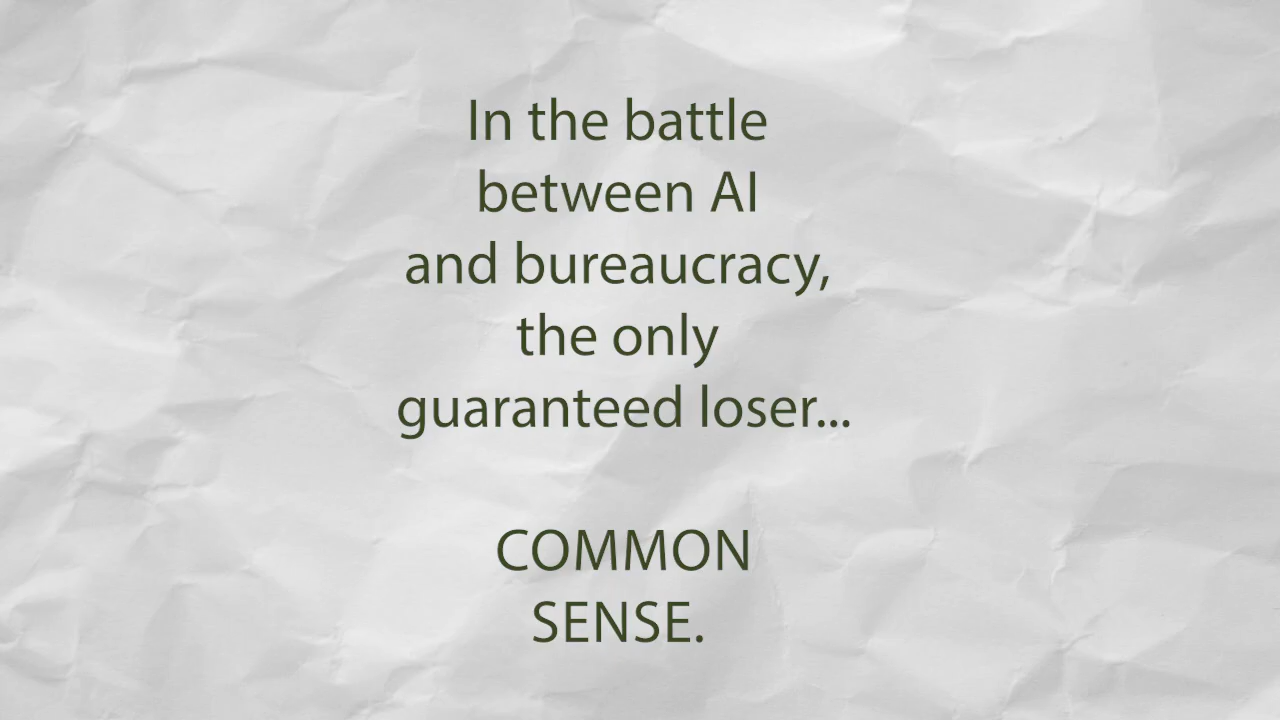 In the battle
between AI
and bureaucracy,
the only
guaranteed loser...
COMMON
SENSE.